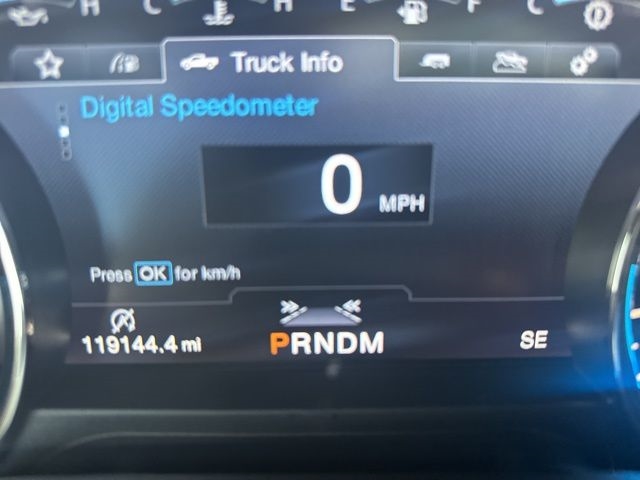 H C H E F C
Truck Info
Digital Speedometer
0 MPH
Press OK for km/h
119144.4 mi PRNDM SE